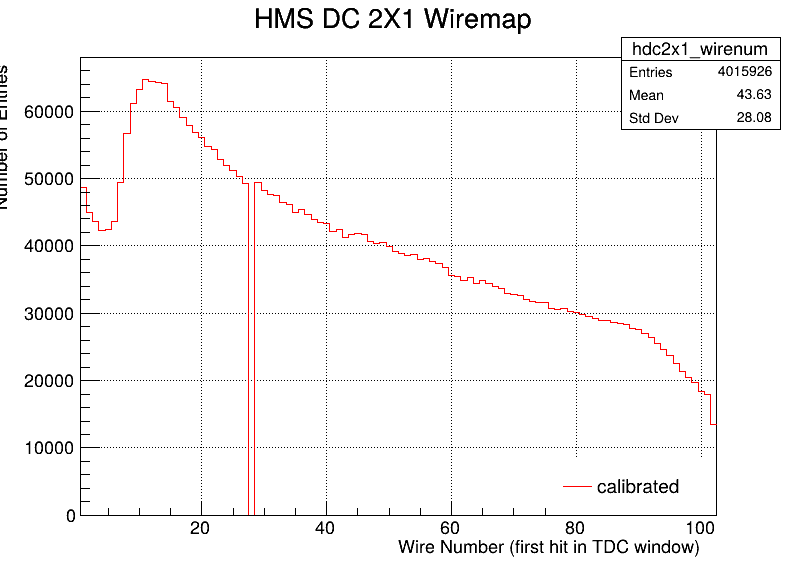 HMS DC 2X1 Wiremap
hdc2x1_wirenum
Entries 4015926
Mean 43.63
Std Dev 28.08
Number of Entries
60000
50000
40000
30000
20000
10000
0
20 40 60 80 100
calibrated
Wire Number (first hit in TDC window)